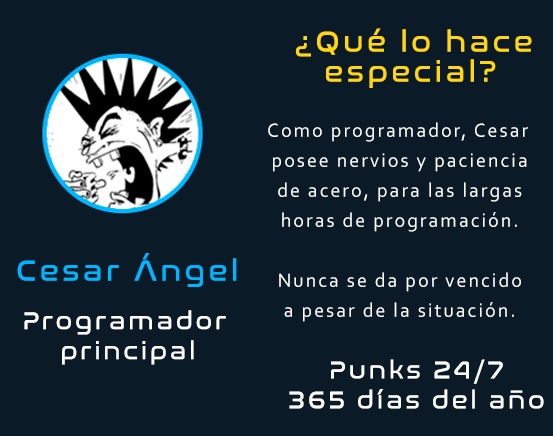 Cesar Ángel
Programador
principal
¿Qué lo hace
especial?
Como programador, Cesar
posee nervios y paciencia
de acero, para las largas
horas de programación.
Nunca se da por vencido
a pesar de la situación.
Punks 24/7
365 días del año